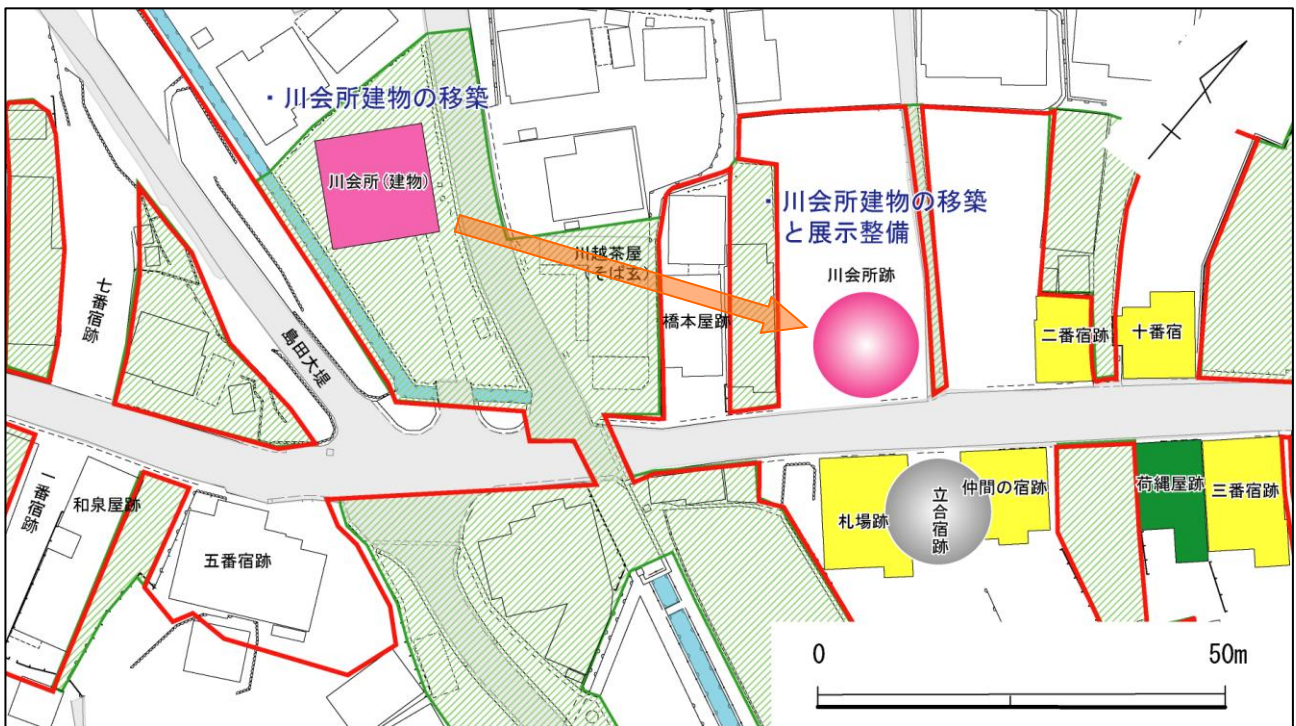 ・川会所建物の移築
川会所(建物)
・川会所建物の移築
と展示整備
川越茶屋
(そば玄)
川会所跡
橋本屋跡
二番宿跡
十番宿
七番宿跡
島田大堤
一番宿跡
和泉屋跡
五番宿跡
札場跡
立合宿跡
仲間の宿跡
荷縄屋跡
三番宿跡
0
50m